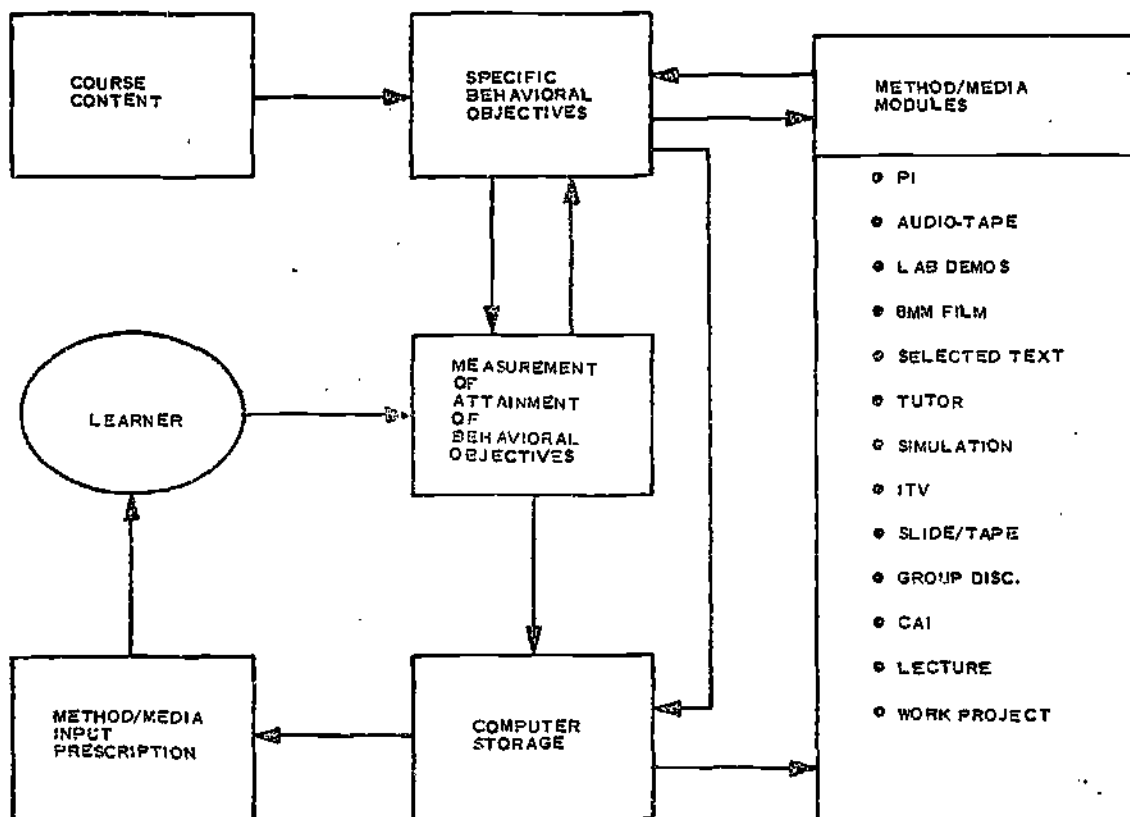 COURSE
CONTENT
SPECIFIC
BEHAVIORAL
OBJECTIVES
METHOD/MEDIA
MODULES
PI
AUDIO-TAPE
LAB DEMOS
8MM FILM
SELECTED TEXT
TUTOR
SIMULATION
ITV
SLIDE/TAPE
GROUP DISC.
CAI
LECTURE
WORK PROJECT
LEARNER
MEASUREMENT
OF
ATTAINMENT
OF
BEHAVIORAL
OBJECTIVES
METHOD/MEDIA
INPUT
PRESCRIPTION
COMPUTER
STORAGE